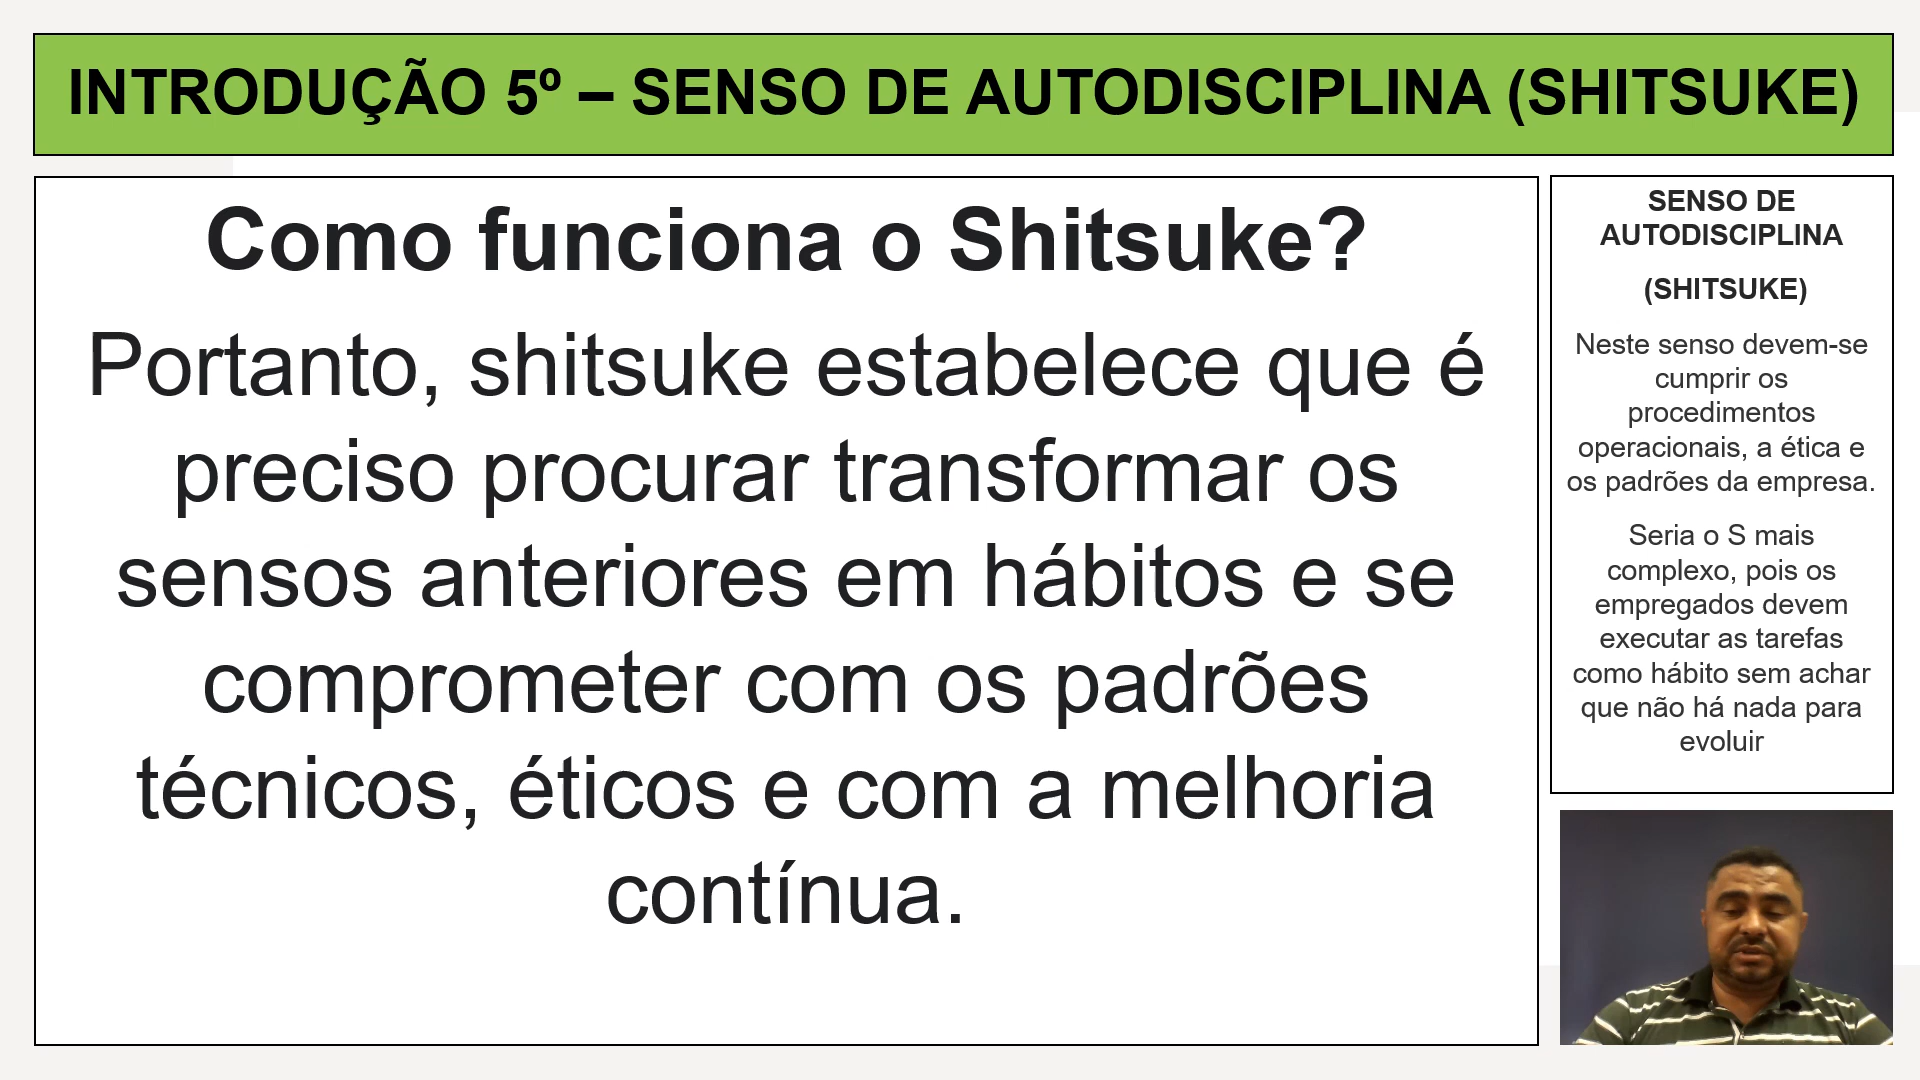 INTRODUÇÃO 5º – SENSO DE AUTODISCIPLINA (SHITSUKE)
Como funciona o Shitsuke?
Portanto, shitsuke estabelece que é
preciso procurar transformar os
sensos anteriores em hábitos e se
comprometer com os padrões
técnicos, éticos e com a melhoria
contínua.
SENSO DE
AUTODISCIPLINA
(SHITSUKE)
Neste senso devem-se
cumprir os
procedimentos
operacionais, a ética e
os padrões da empresa.
Seria o S mais
complexo, pois os
empregados devem
executar as tarefas
como hábito sem achar
que não há nada para
evoluir